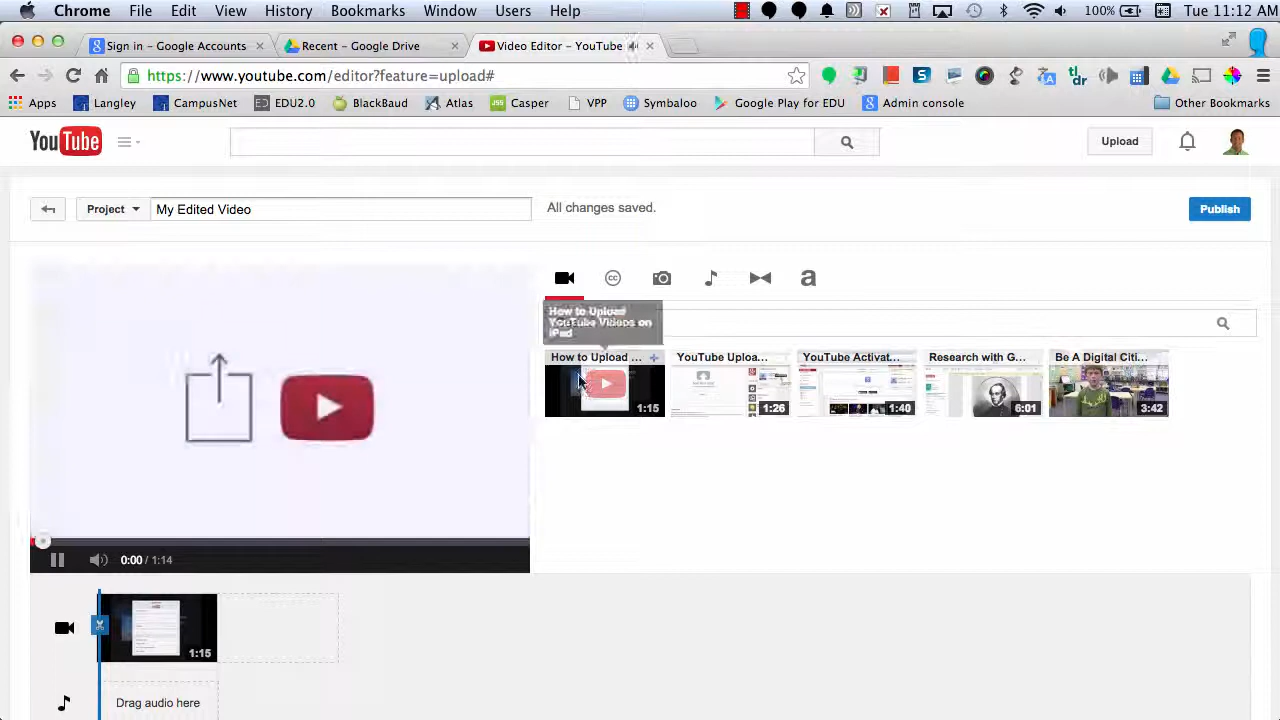 Chrome File Edit View History Bookmarks Window Users Help 100% Tue 11:12 AM
Sign in – Google Accounts Recent – Google Drive Video Editor – YouTube
https://www.youtube.com/editor?feature=upload#
Apps Langley CampusNet EDU2.0 BlackBaud Atlas Casper VPP Symbaloo Google Play for EDU Admin console Other Bookmarks
YouTube Upload
Project My Edited Video All changes saved. Publish
How to Upload
YouTube Videos on
iPad
How to Upload ... YouTube Uploa... YouTube Activat... Research with G... Be A Digital Citi...
1:15 1:26 1:40 6:01 3:42
0:00 / 1:14
1:15
Drag audio here